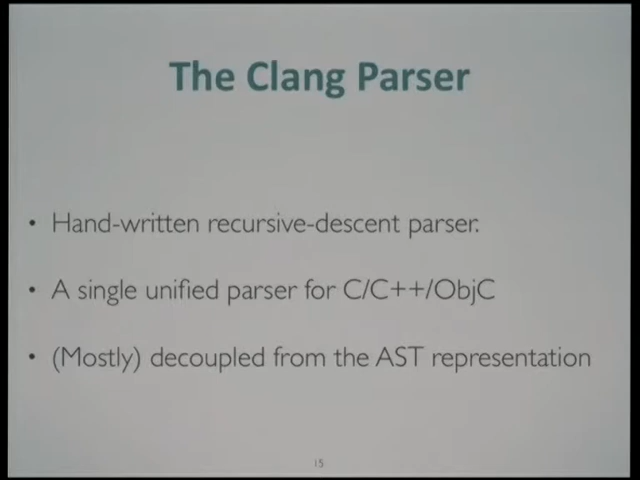 The Clang Parser
• Hand-written recursive-descent parser.
• A single unified parser for C/C++/ObjC
• (Mostly) decoupled from the AST representation
15